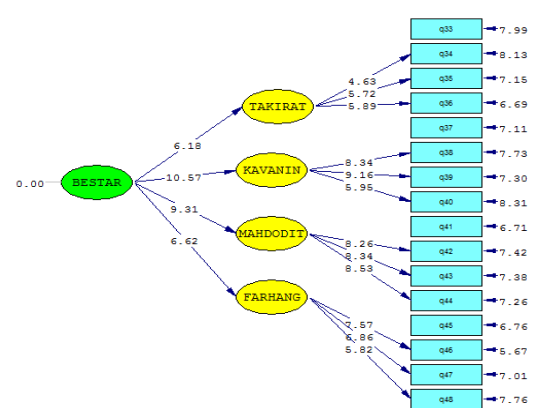 q33 7.99
q34 8.13
4.63
TAKIRAT
5.72
q35 7.15
5.89
q36 6.69
6.18
q37 7.11
q38 7.73
8.34
KAVANIN
9.16
q39 7.30
0.00 BESTAR 10.57
5.95
q40 8.31
9.31
q41 6.71
MAHDODIT
8.26
q42 7.42
6.62
8.34
q43 7.38
8.53
q44 7.26
FARHANG
q45 6.76
7.57
q46 5.67
6.86
5.82
q47 7.01
q48 7.76